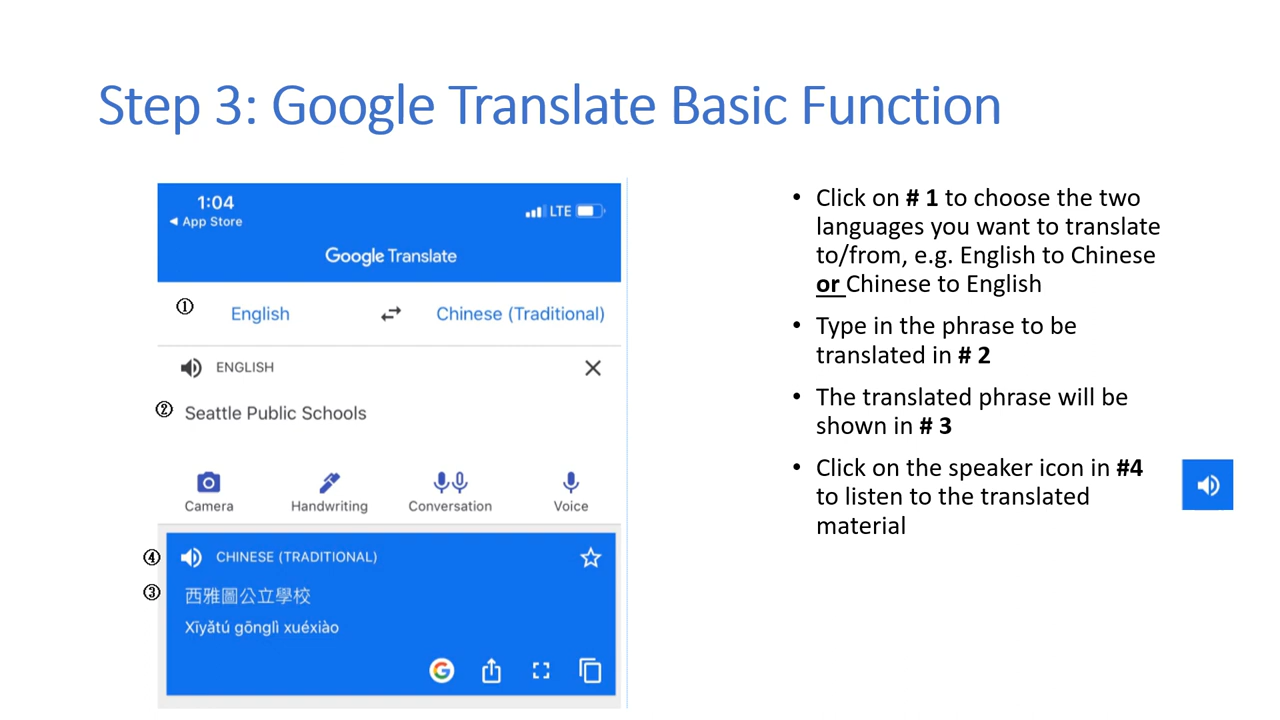 Step 3: Google Translate Basic Function
1:04
◀ App Store
LTE
Google Translate
① English Chinese (Traditional)
ENGLISH
② Seattle Public Schools
Camera Handwriting Conversation Voice
④ CHINESE (TRADITIONAL)
③ 西雅圖公立學校
Xīyǎtú gōnglì xuéxiào
G
• Click on # 1 to choose the two
languages you want to translate
to/from, e.g. English to Chinese
or Chinese to English
• Type in the phrase to be
translated in # 2
• The translated phrase will be
shown in # 3
• Click on the speaker icon in #4
to listen to the translated
material